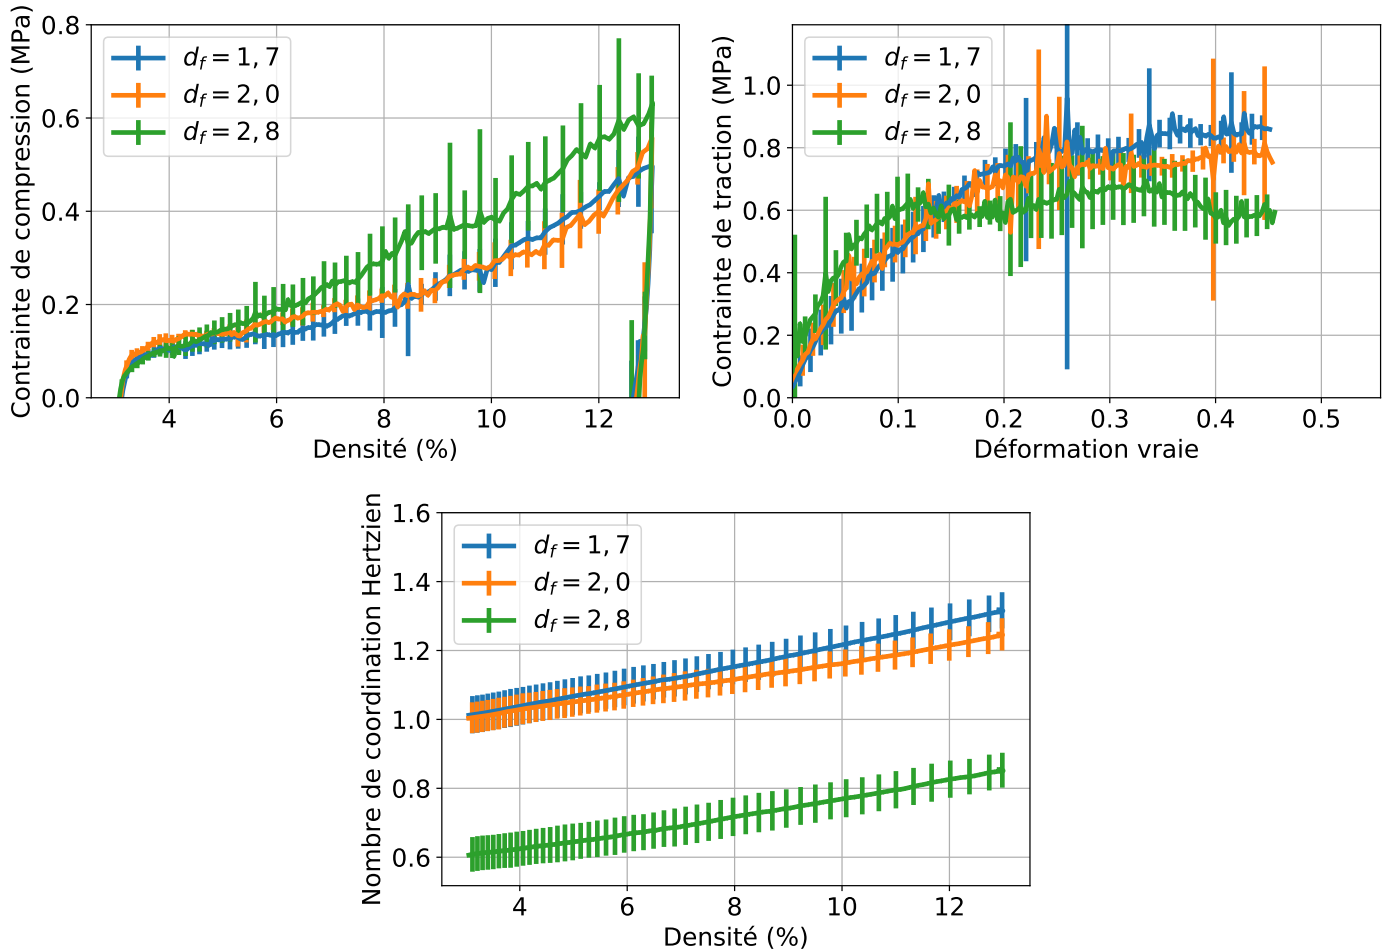 Contrainte de compression (MPa)
0.8
0.6
0.4
0.2
0.0
4 6 8 10 12
Densité (%)
d_f = 1, 7
d_f = 2, 0
d_f = 2, 8
Contrainte de traction (MPa)
1.0
0.8
0.6
0.4
0.2
0.0
0.0 0.1 0.2 0.3 0.4 0.5
Déformation vraie
d_f = 1, 7
d_f = 2, 0
d_f = 2, 8
Nombre de coordination Hertzien
1.6
1.4
1.2
1.0
0.8
0.6
4 6 8 10 12
Densité (%)
d_f = 1, 7
d_f = 2, 0
d_f = 2, 8